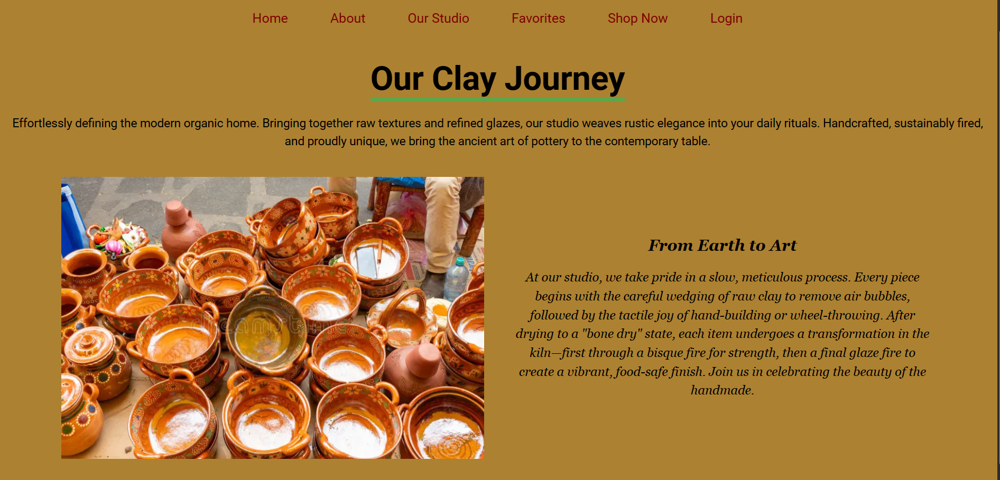 Home About Our Studio Favorites Shop Now Login
Our Clay Journey
Effortlessly defining the modern organic home. Bringing together raw textures and refined glazes, our studio weaves rustic elegance into your daily rituals. Handcrafted, sustainably fired,
and proudly unique, we bring the ancient art of pottery to the contemporary table.
From Earth to Art
At our studio, we take pride in a slow, meticulous process. Every piece
begins with the careful wedging of raw clay to remove air bubbles,
followed by the tactile joy of hand-building or wheel-throwing. After
drying to a "bone dry" state, each item undergoes a transformation in the
kiln—first through a bisque fire for strength, then a final glaze fire to
create a vibrant, food-safe finish. Join us in celebrating the beauty of the
handmade.
dreamstime